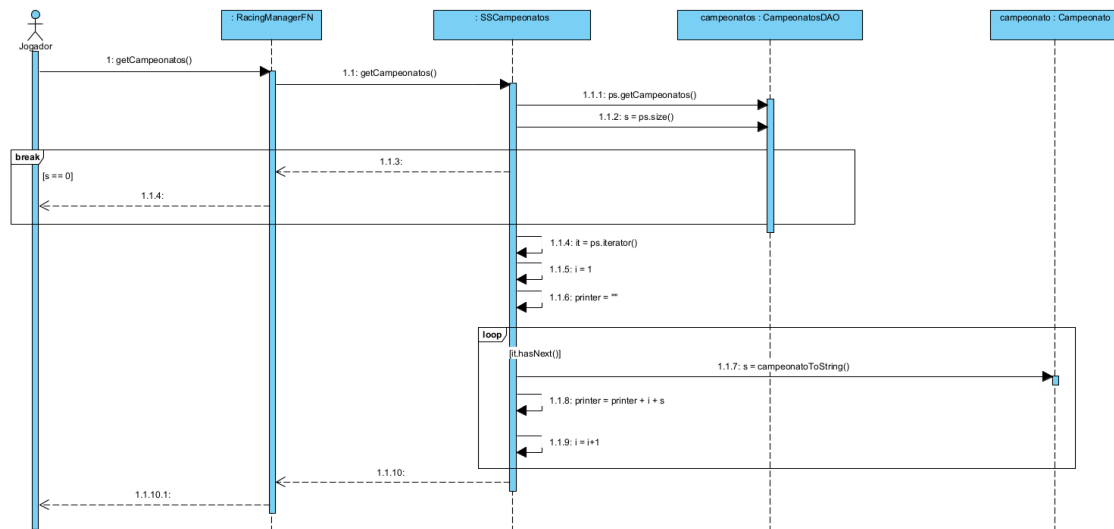 : RacingManagerFN
: SSCampeonatos
campeonatos : CampeonatosDAO
campeonato : Campeonato
Jogador
1: getCampeonatos()
1.1: getCampeonatos()
1.1.1: ps.getCampeonatos()
1.1.2: s = ps.size()
break
1.1.3:
[s == 0]
1.1.4:
1.1.4: it = ps.iterator()
1.1.5: i = 1
1.1.6: printer = ""
loop
[it.hasNext()]
1.1.7: s = campeonatoToString()
1.1.8: printer = printer + i + s
1.1.9: i = i+1
1.1.10:
1.1.10.1: